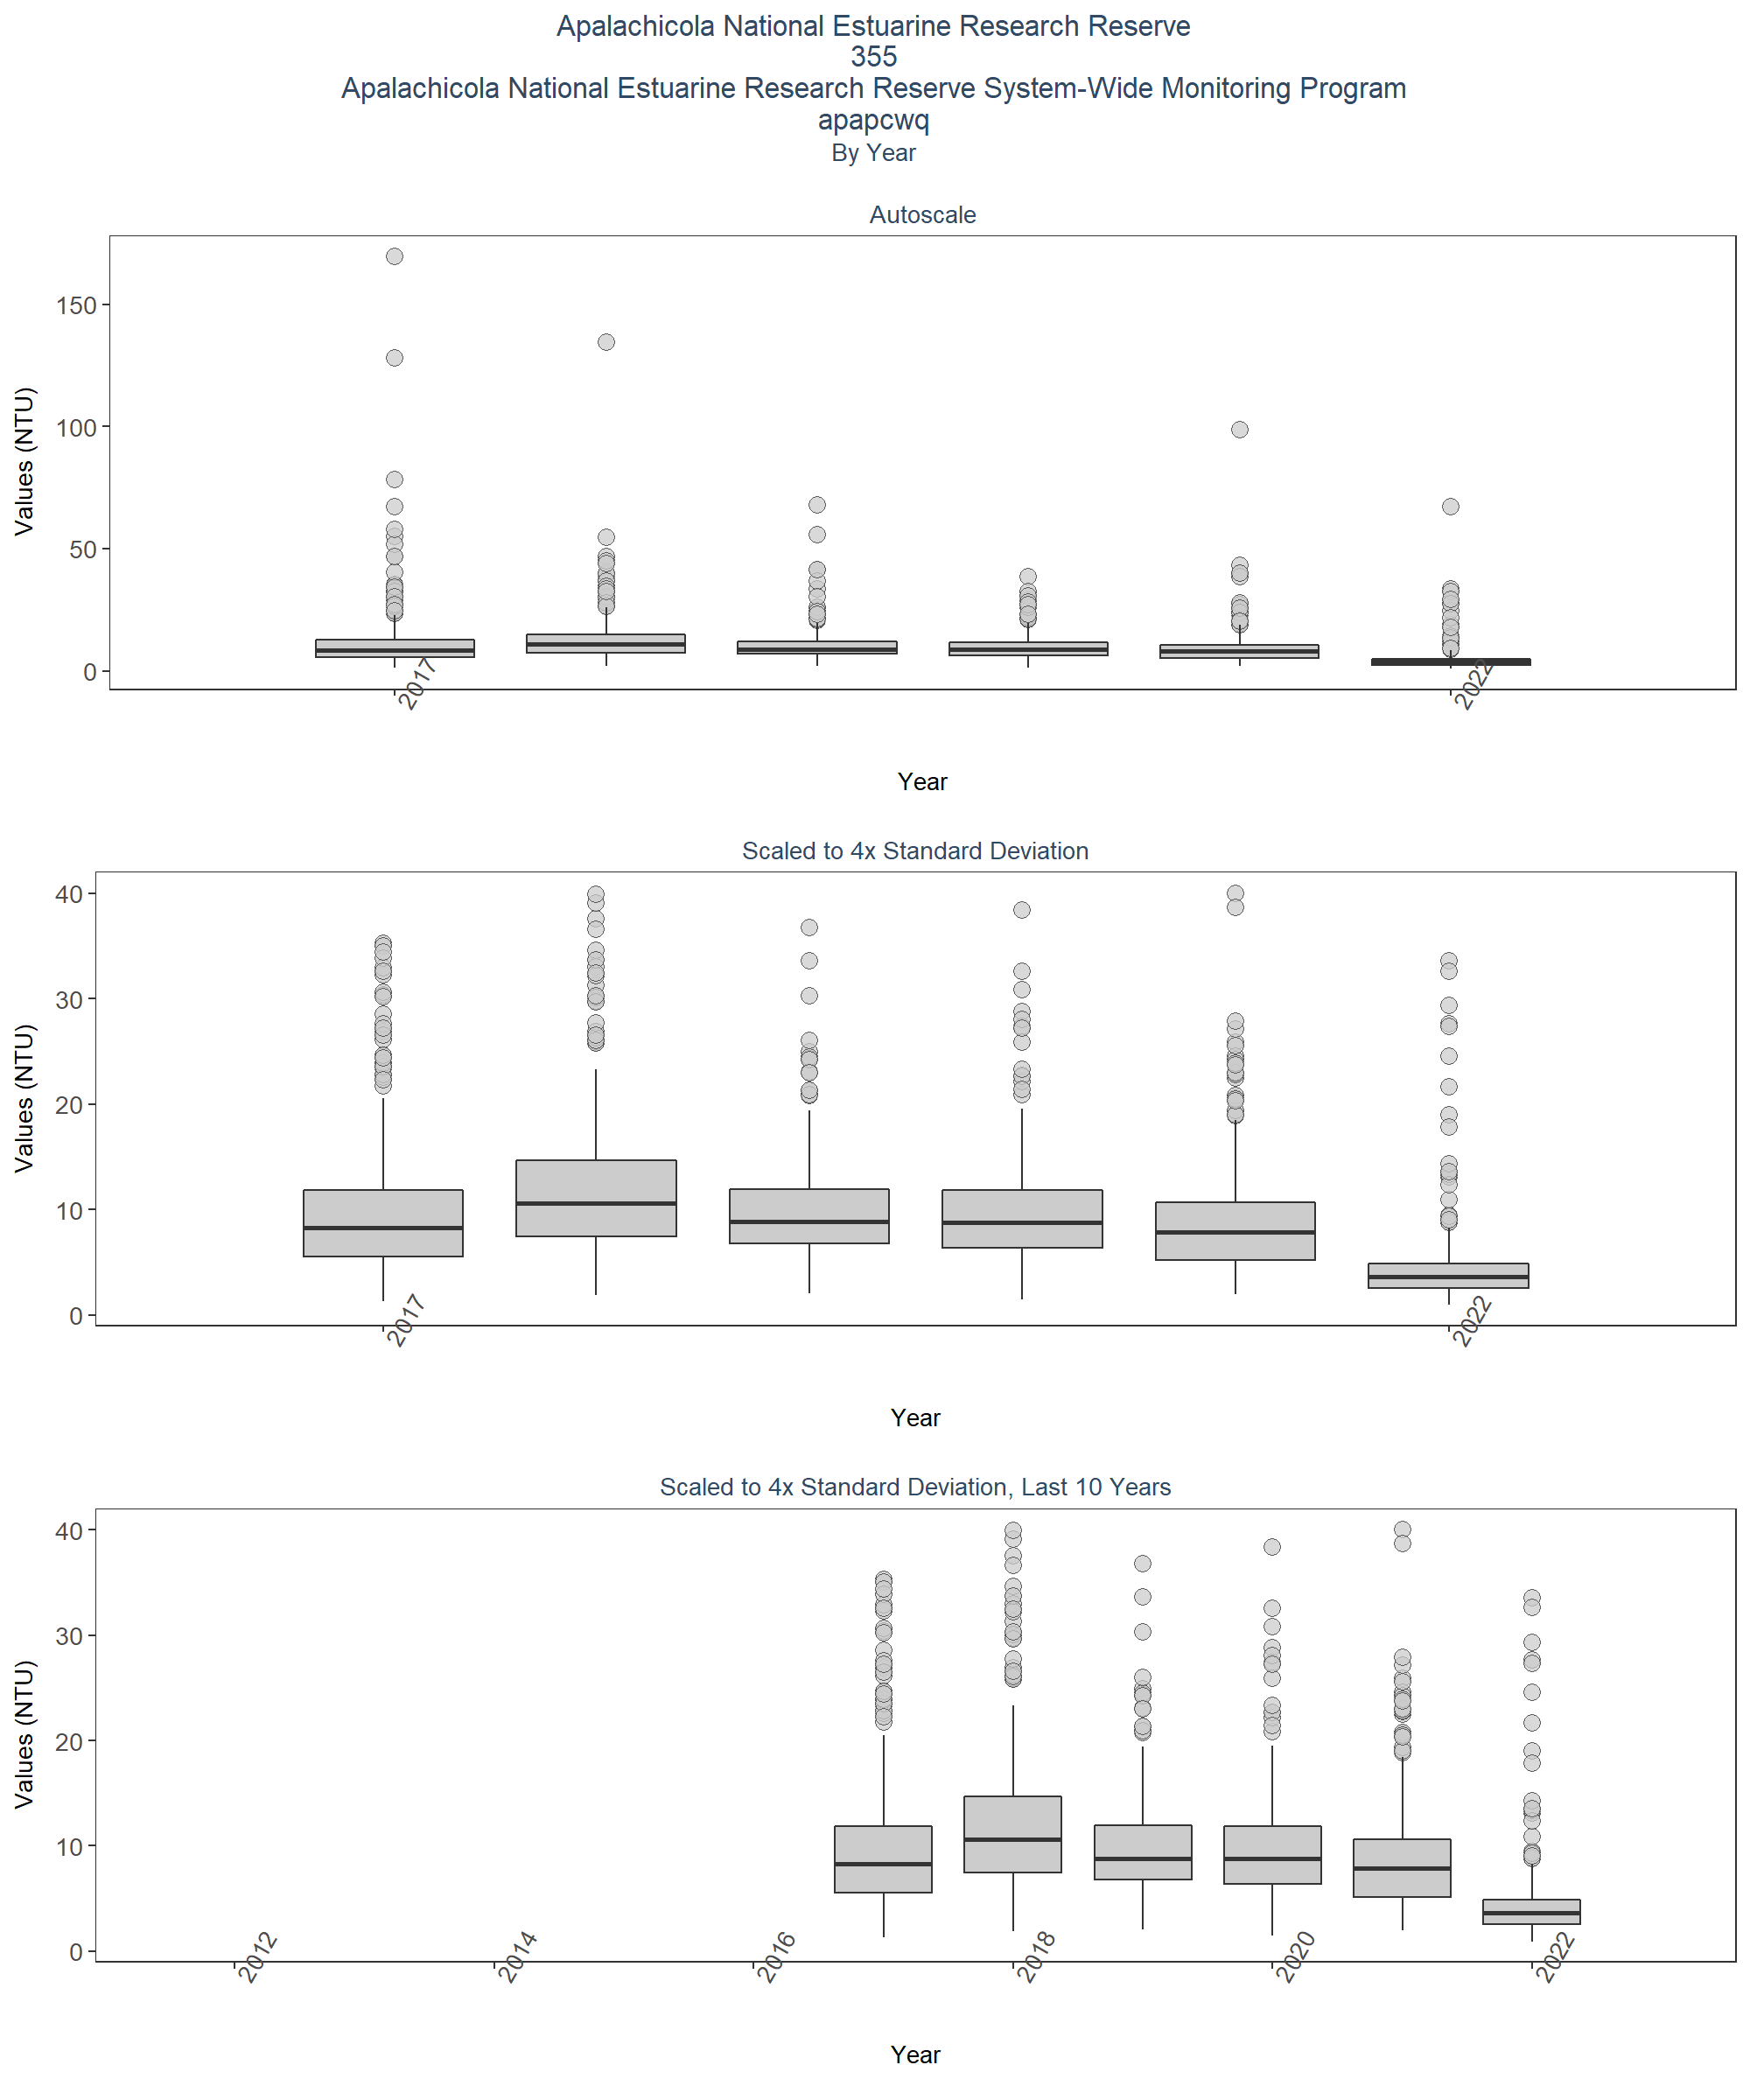 Apalachicola National Estuarine Research Reserve
355
Apalachicola National Estuarine Research Reserve System-Wide Monitoring Program
apapcwq
By Year
Autoscale
Values (NTU)
150
100
50
0
2017
2022
Year
Scaled to 4x Standard Deviation
Values (NTU)
40
30
20
10
0
2017
2022
Year
Scaled to 4x Standard Deviation, Last 10 Years
Values (NTU)
40
30
20
10
0
2012
2014
2016
2018
2020
2022
Year